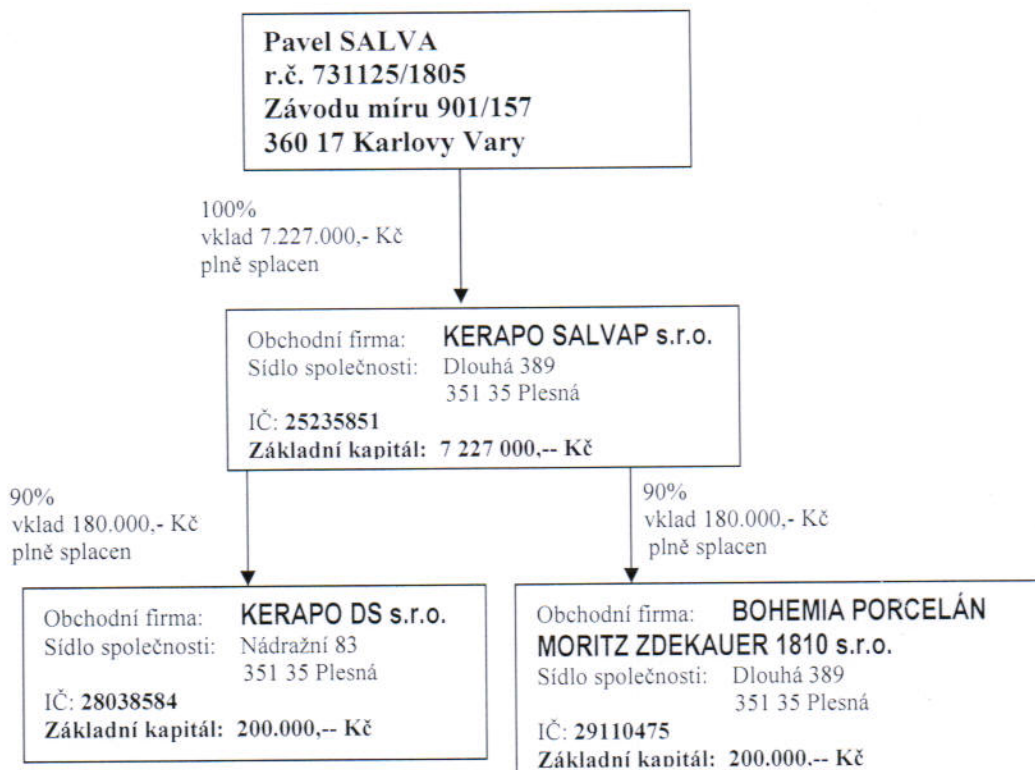 Pavel SALVA
r.č. 731125/1805
Závodu míru 901/157
360 17 Karlovy Vary
100%
vklad 7.227.000,- Kč
plně splacen
Obchodní firma: KERAPO SALVAP s.r.o.
Sídlo společnosti: Dlouhá 389
351 35 Plesná
IČ: 25235851
Základní kapitál: 7 227 000,-- Kč
90%
vklad 180.000,- Kč
plně splacen
90%
vklad 180.000,- Kč
plně splacen
Obchodní firma: KERAPO DS s.r.o.
Sídlo společnosti: Nádražní 83
351 35 Plesná
IČ: 28038584
Základní kapitál: 200.000,-- Kč
Obchodní firma: BOHEMIA PORCELÁN
MORITZ ZDEKAUER 1810 s.r.o.
Sídlo společnosti: Dlouhá 389
351 35 Plesná
IČ: 29110475
Základní kapitál: 200.000,-- Kč